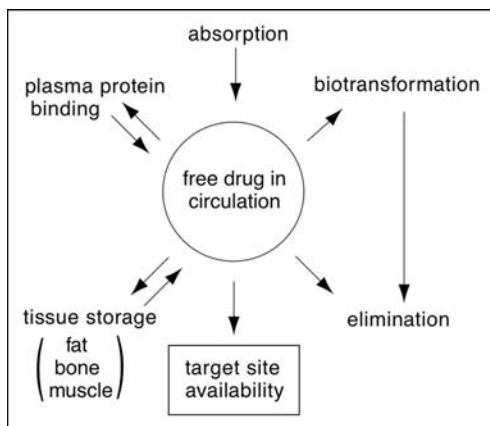 absorption
plasma protein
binding
biotransformation
free drug in
circulation
tissue storage
fat
bone
muscle
target site
availability
elimination